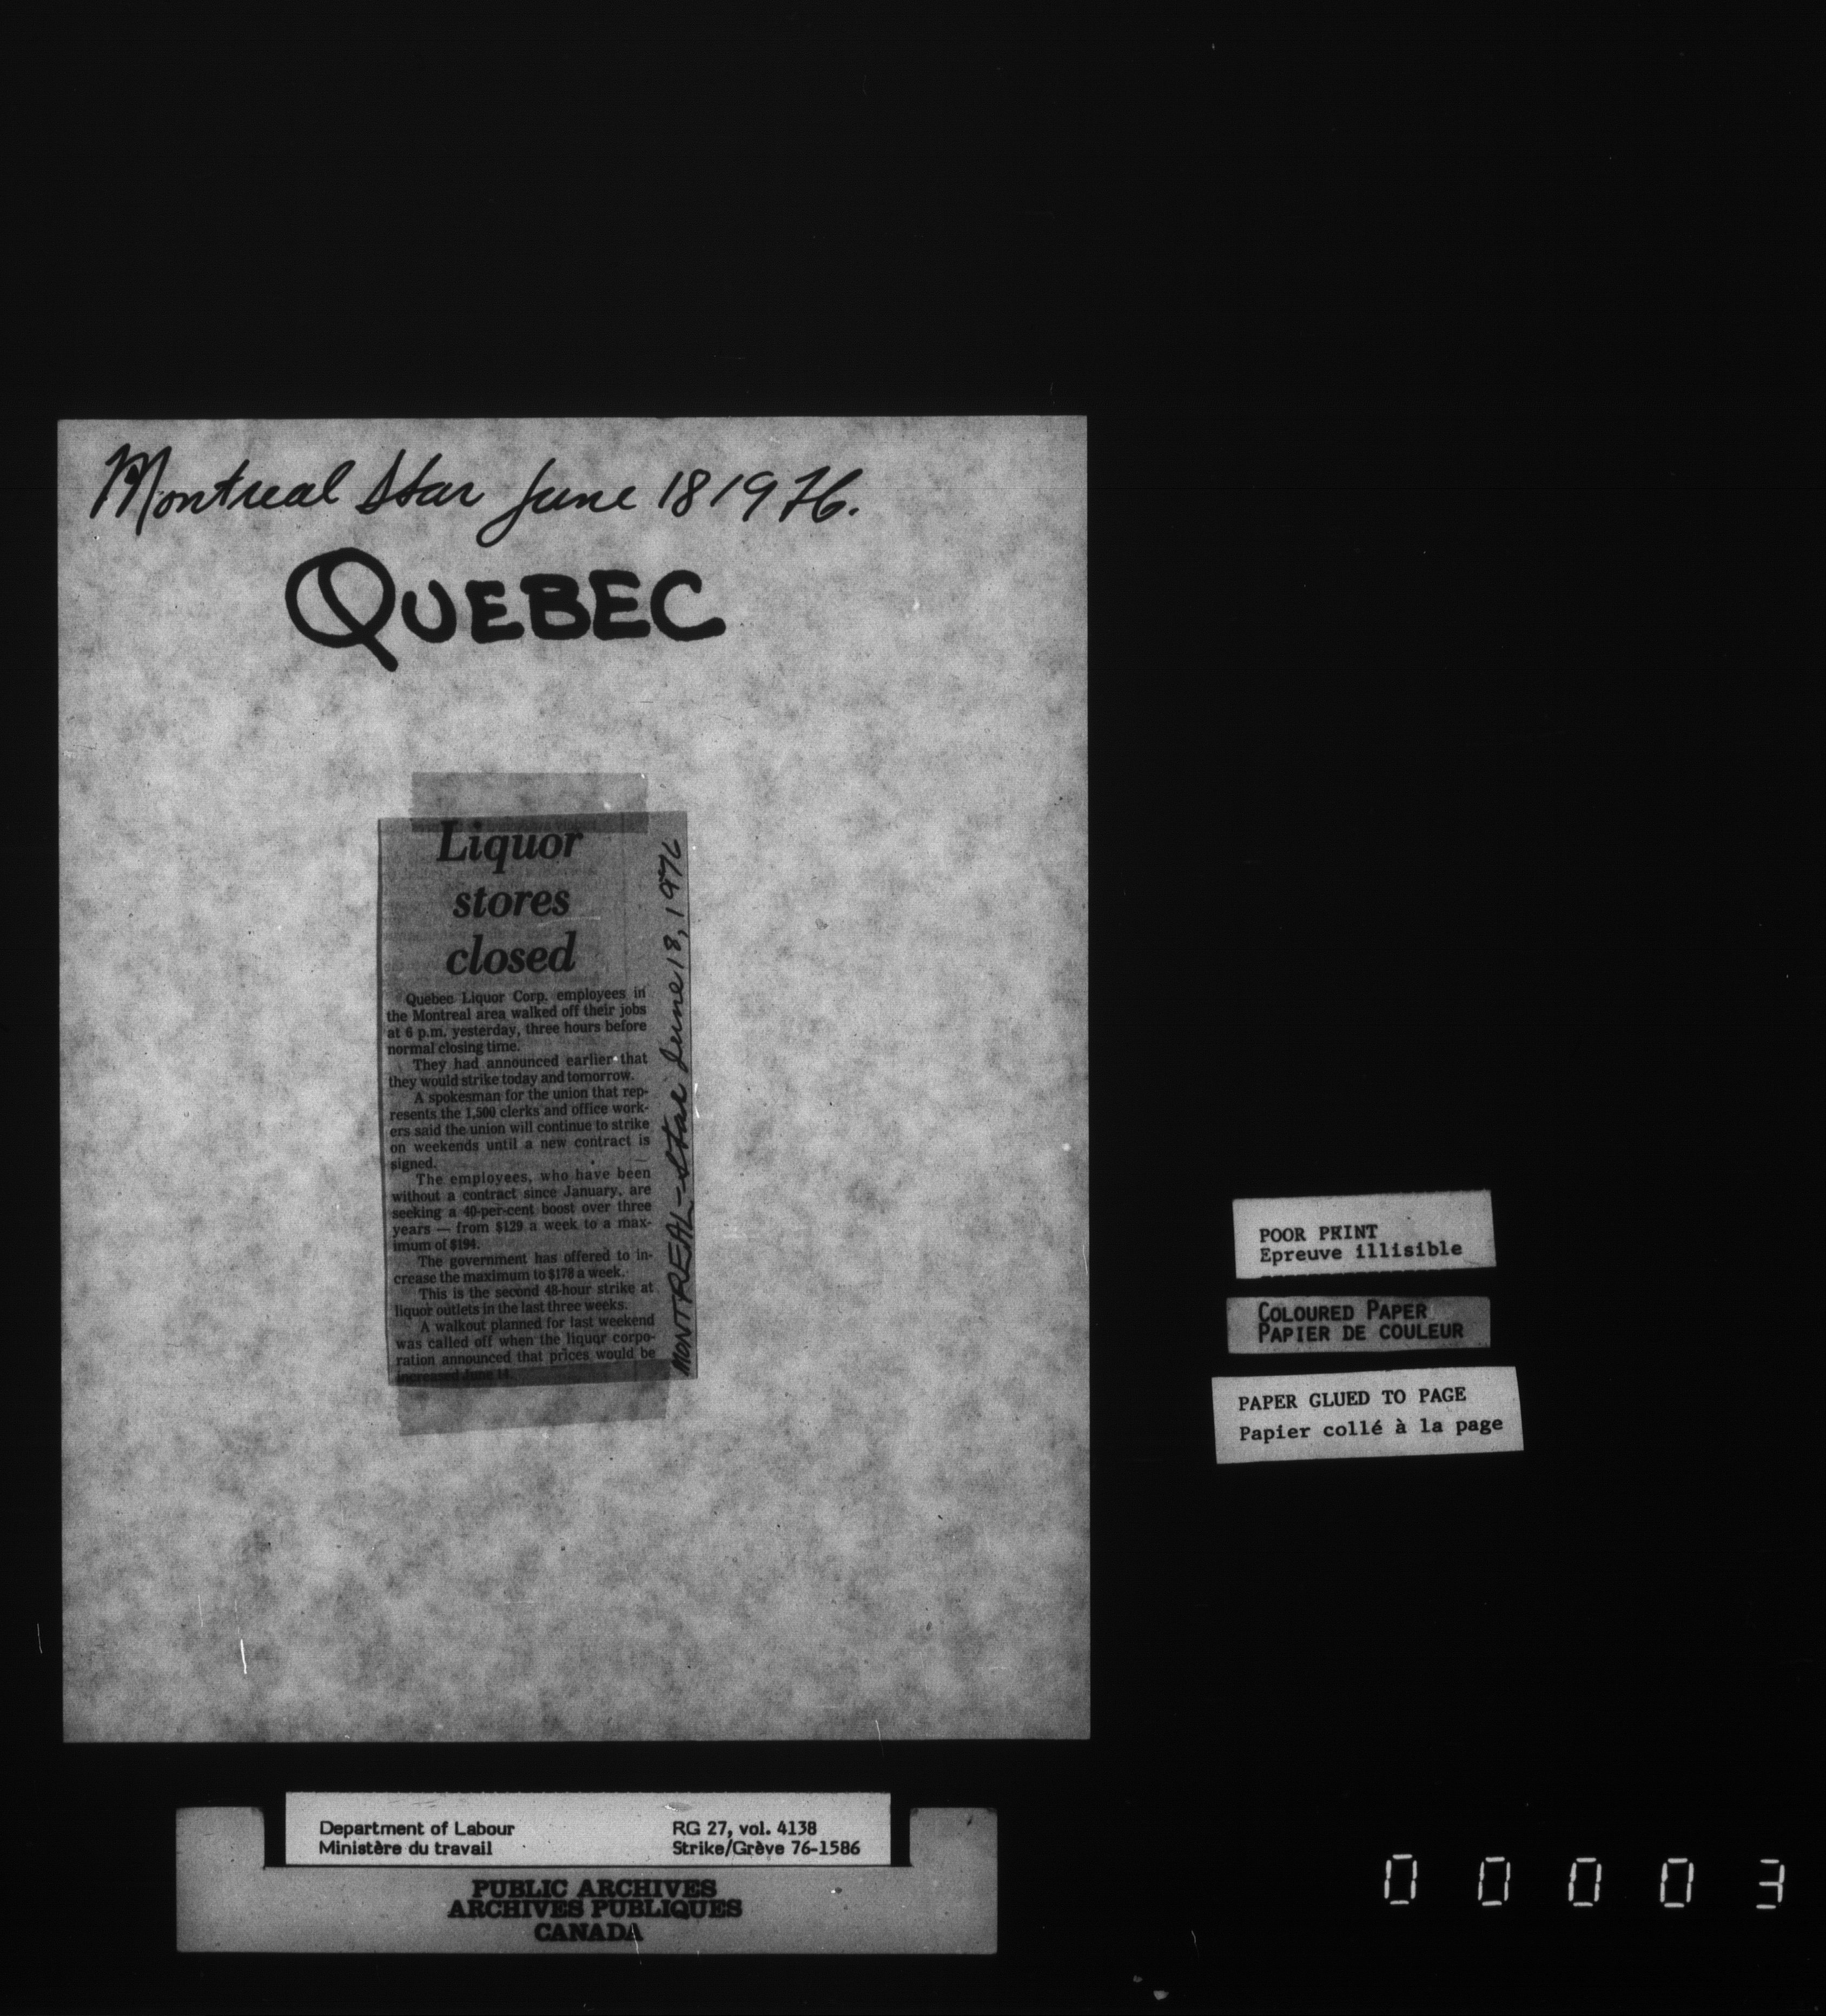 Montreal Star June 18 1976.
QUEBEC
Liquor
stores
closed
Quebec Liquor Corp. employees in
the Montreal area walked off their jobs
at 6 p.m. yesterday, three hours before
normal closing time.
They had announced earlier that
they would strike today and tomorrow.
A spokesman for the union that rep-
resents the 1,500 clerks and office work-
ers said the union will continue to strike
on weekends until a new contract is
signed.
The employees, who have been
without a contract since January, are
seeking a 40-per-cent boost over three
years — from $129 a week to a max-
imum of $194.
The government has offered to in-
crease the maximum to $178 a week.
This is the second 48-hour strike at
liquor outlets in the last three weeks.
A walkout planned for last weekend
was called off when the liquor corpo-
ration announced that prices would be
increased June 14.
MONTREAL-Star June 18, 1976
POOR PRINT
Epreuve illisible
COLOURED PAPER
PAPIER DE COULEUR
PAPER GLUED TO PAGE
Papier collé à la page
Department of Labour RG 27, vol. 4138
Ministère du travail Strike/Grève 76-1586
PUBLIC ARCHIVES
ARCHIVES PUBLIQUES
CANADA
0 0 0 0 3